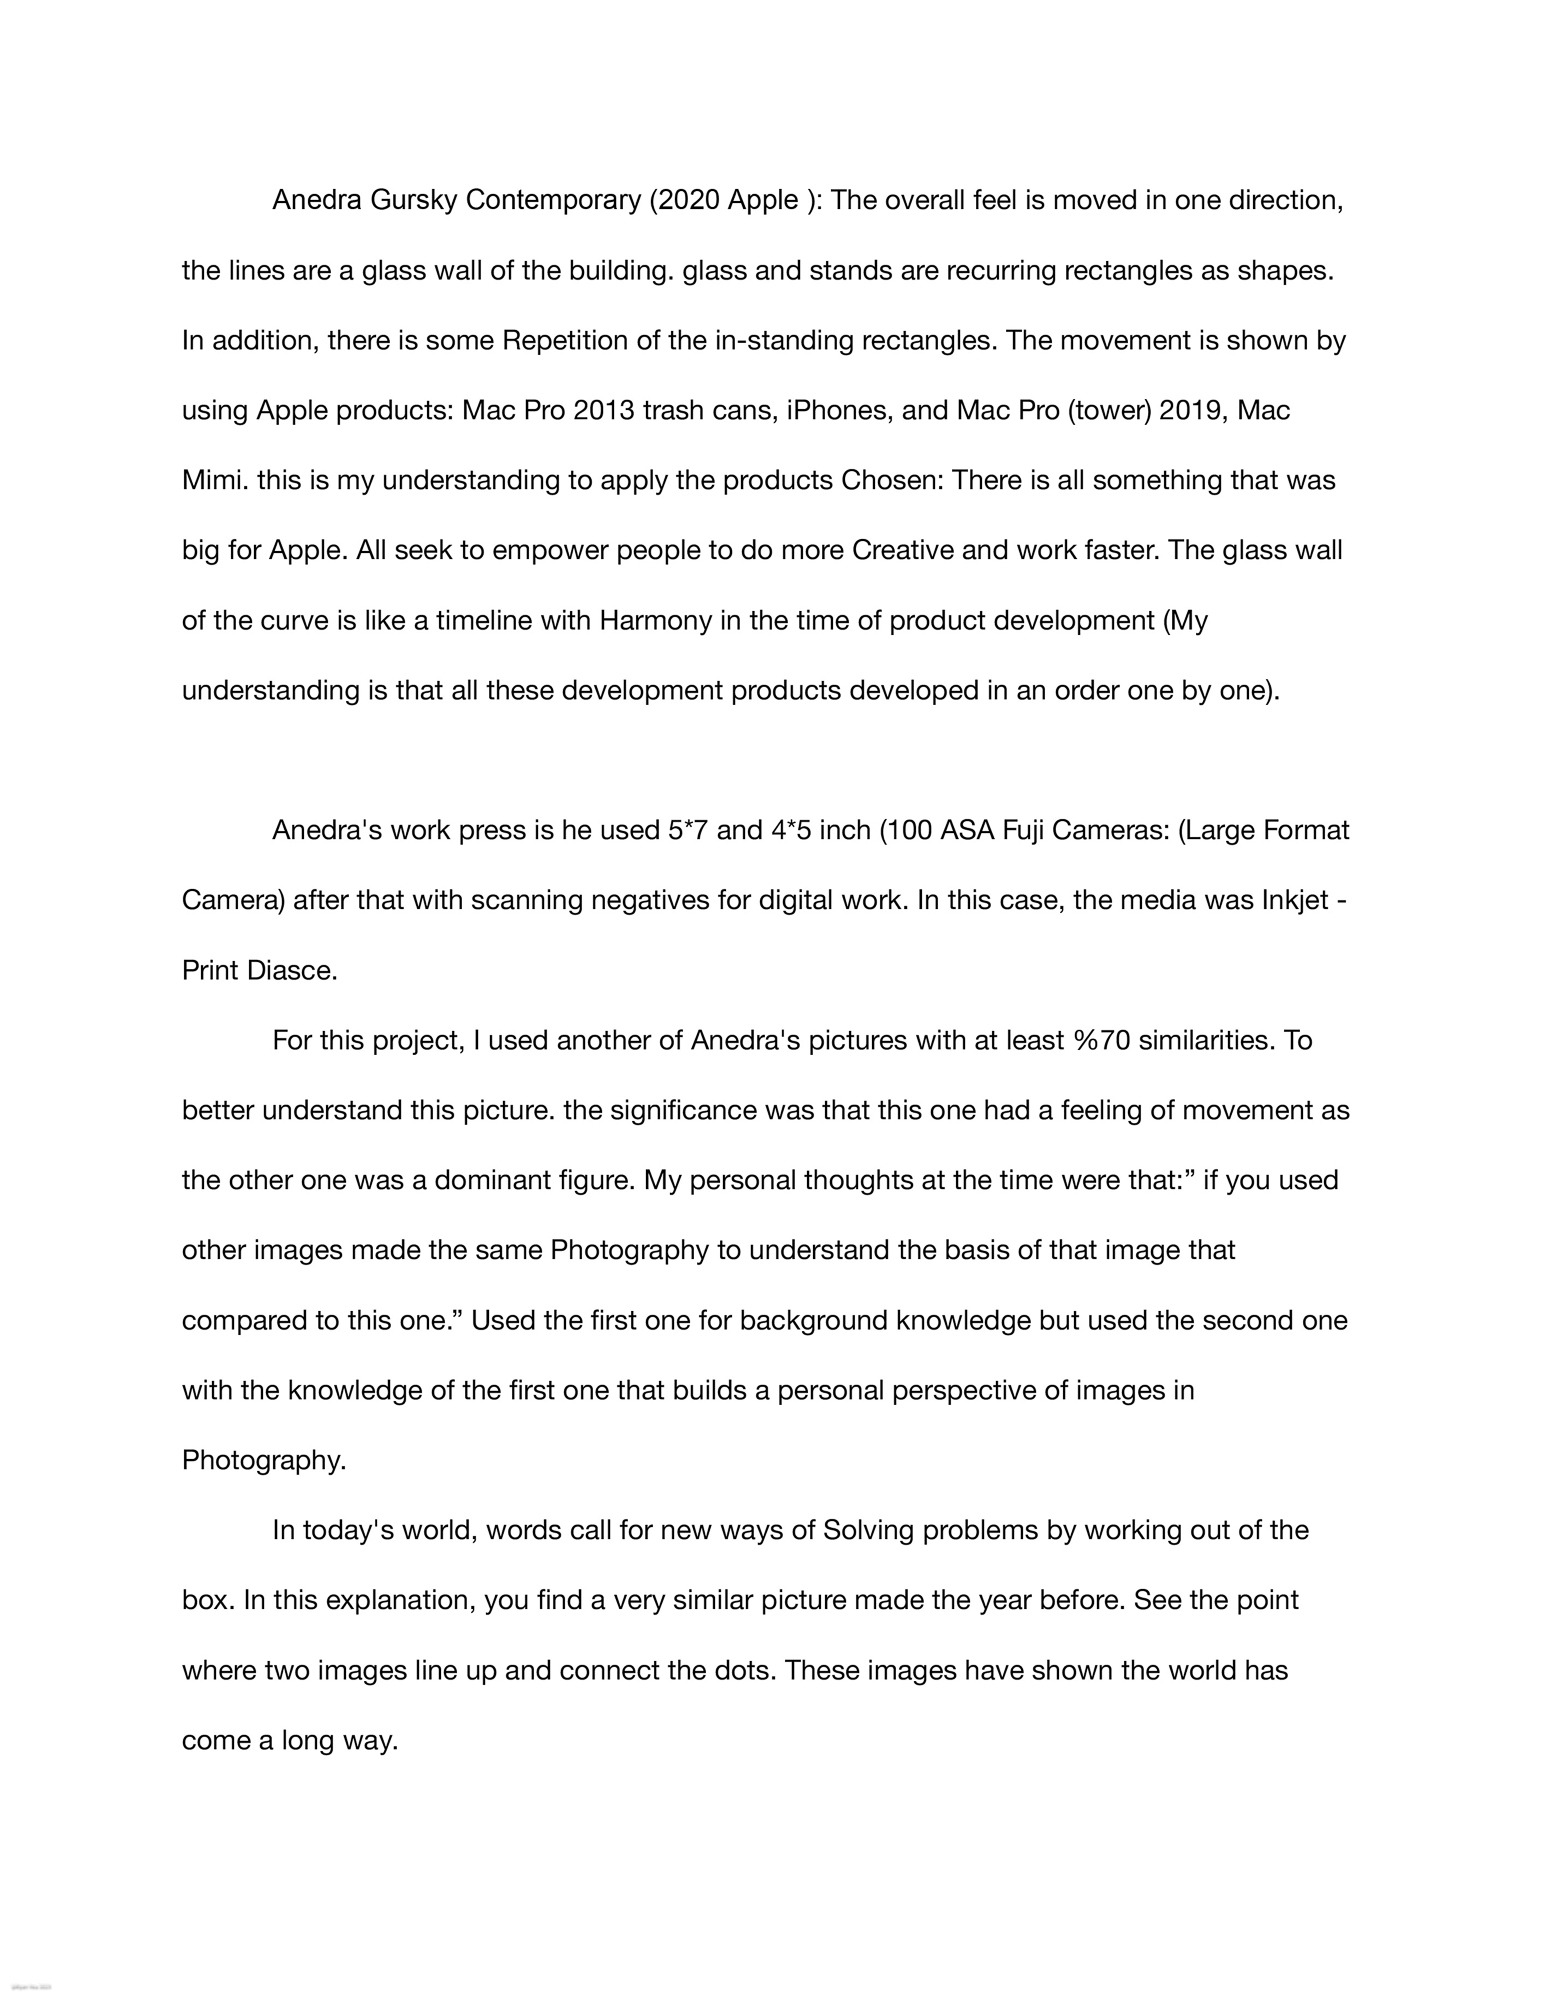 Anedra Gursky Contemporary (2020 Apple ): The overall feel is moved in one direction,
the lines are a glass wall of the building. glass and stands are recurring rectangles as shapes.
In addition, there is some Repetition of the in-standing rectangles. The movement is shown by
using Apple products: Mac Pro 2013 trash cans, iPhones, and Mac Pro (tower) 2019, Mac
Mimi. this is my understanding to apply the products Chosen: There is all something that was
big for Apple. All seek to empower people to do more Creative and work faster. The glass wall
of the curve is like a timeline with Harmony in the time of product development (My
understanding is that all these development products developed in an order one by one).
Anedra's work press is he used 5*7 and 4*5 inch (100 ASA Fuji Cameras: (Large Format
Camera) after that with scanning negatives for digital work. In this case, the media was Inkjet -
Print Diasce.
For this project, I used another of Anedra's pictures with at least %70 similarities. To
better understand this picture. the significance was that this one had a feeling of movement as
the other one was a dominant figure. My personal thoughts at the time were that:” if you used
other images made the same Photography to understand the basis of that image that
compared to this one.” Used the first one for background knowledge but used the second one
with the knowledge of the first one that builds a personal perspective of images in
Photography.
In today's world, words call for new ways of Solving problems by working out of the
box. In this explanation, you find a very similar picture made the year before. See the point
where two images line up and connect the dots. These images have shown the world has
come a long way.